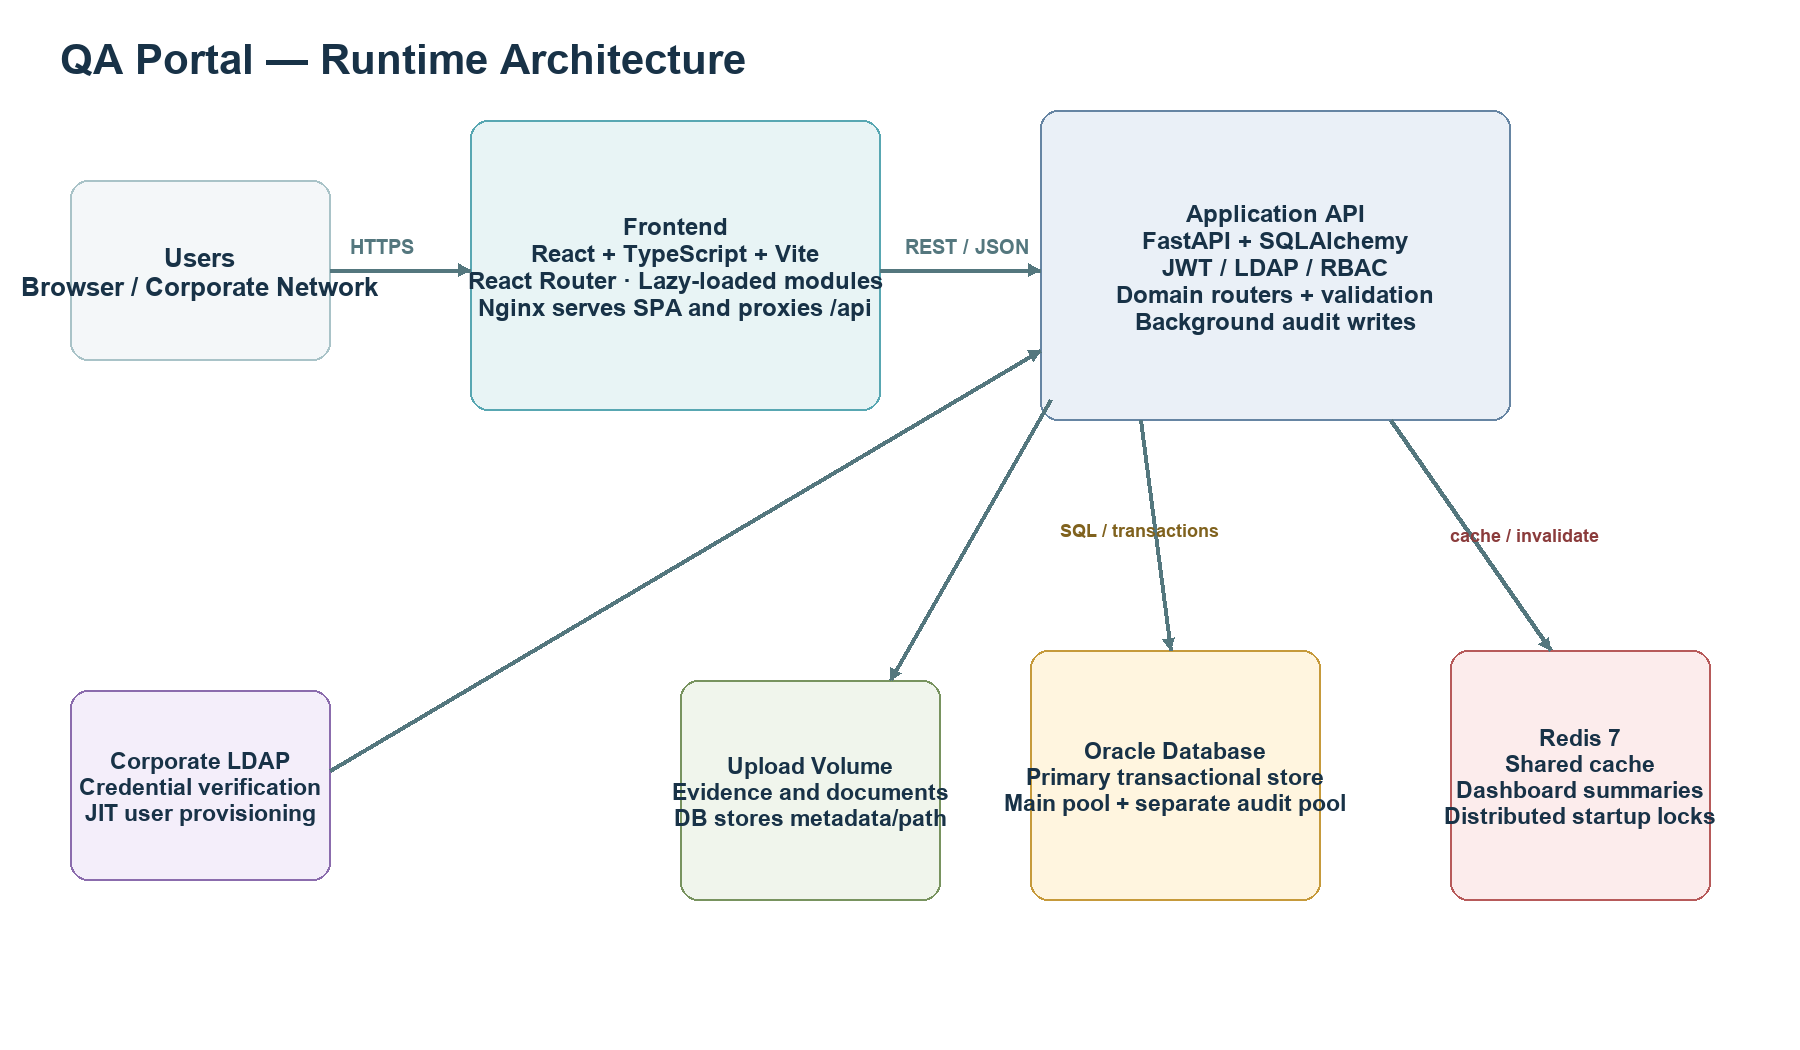 QA Portal — Runtime Architecture
Users
Browser / Corporate Network
HTTPS
Frontend
React + TypeScript + Vite
React Router · Lazy-loaded modules
Nginx serves SPA and proxies /api
REST / JSON
Application API
FastAPI + SQLAlchemy
JWT / LDAP / RBAC
Domain routers + validation
Background audit writes
SQL / transactions
cache / invalidate
Corporate LDAP
Credential verification
JIT user provisioning
Upload Volume
Evidence and documents
DB stores metadata/path
Oracle Database
Primary transactional store
Main pool + separate audit pool
Redis 7
Shared cache
Dashboard summaries
Distributed startup locks